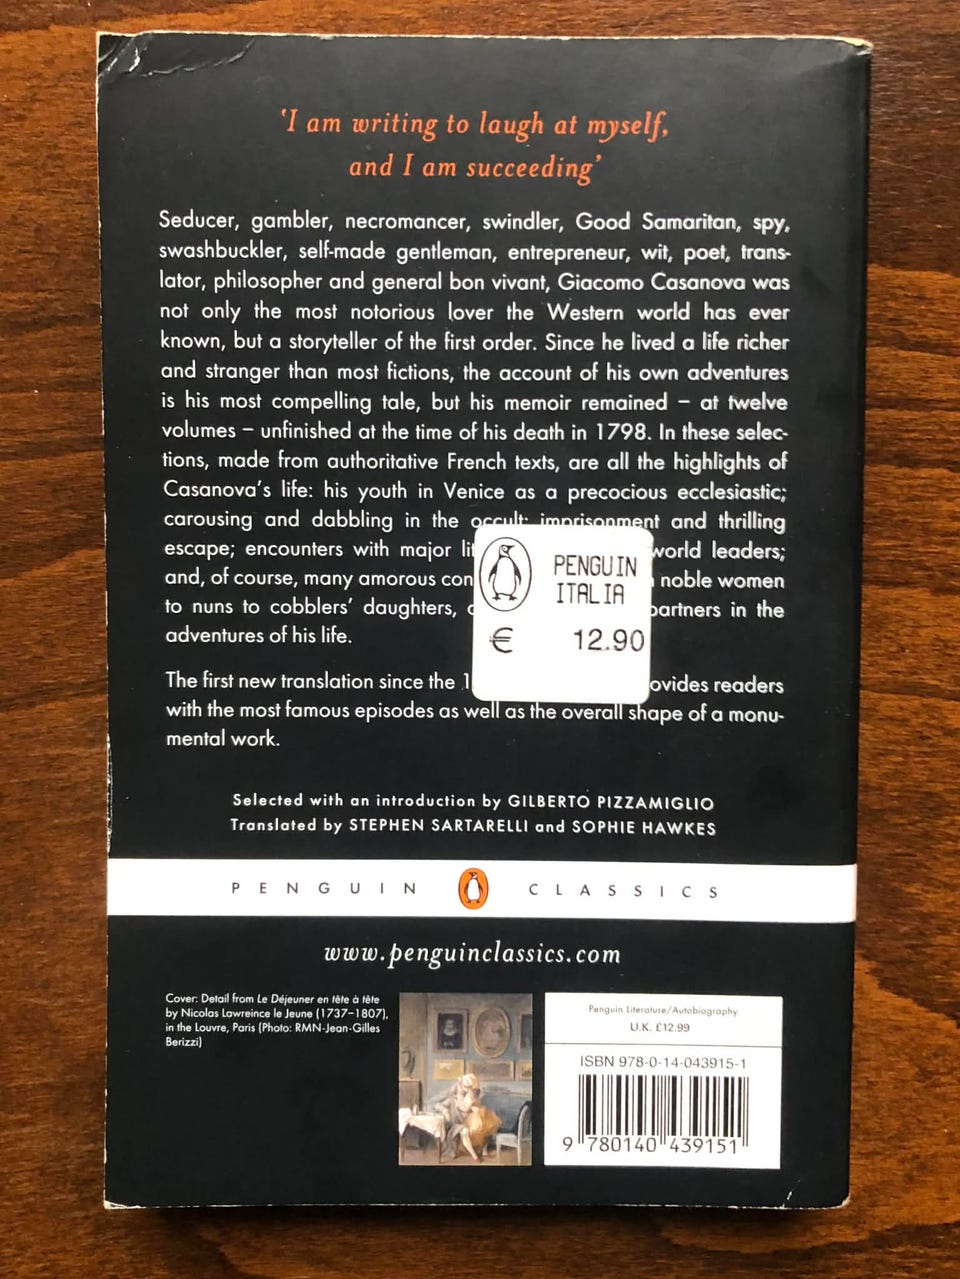 ‘I am writing to laugh at myself,
and I am succeeding’
Seducer, gambler, necromancer, swindler, Good Samaritan, spy,
swashbuckler, self-made gentleman, entrepreneur, wit, poet, trans-
lator, philosopher and general bon vivant, Giacomo Casanova was
not only the most notorious lover the Western world has ever
known, but a storyteller of the first order. Since he lived a life richer
and stranger than most fictions, the account of his own adventures
is his most compelling tale, but his memoir remained – at twelve
volumes – unfinished at the time of his death in 1798. In these selec-
tions, made from authoritative French texts, are all the highlights of
Casanova’s life: his youth in Venice as a precocious ecclesiastic;
carousing and dabbling in the occult; imprisonment and thrilling
escape; encounters with major world leaders;
and, of course, many amorous noble women
to nuns to cobblers’ daughters, partners in the
adventures of his life.
PENGUIN
ITALIA
€ 12.90
The first new translation since the readers
with the most famous episodes as well as the overall shape of a monu-
mental work.
Selected with an introduction by GILBERTO PIZZAMIGLIO
Translated by STEPHEN SARTARELLI and SOPHIE HAWKES
PENGUIN CLASSICS
www.penguinclassics.com
Cover: Detail from Le Déjeuner en tête à tête
by Nicolas Lawreince le Jeune (1737–1807),
in the Louvre, Paris (Photo: RMN-Jean-Gilles
Berizzi)
Penguin Literature/Autobiography
U.K. £12.99
ISBN 978-0-14-043915-1
9 780140 439151